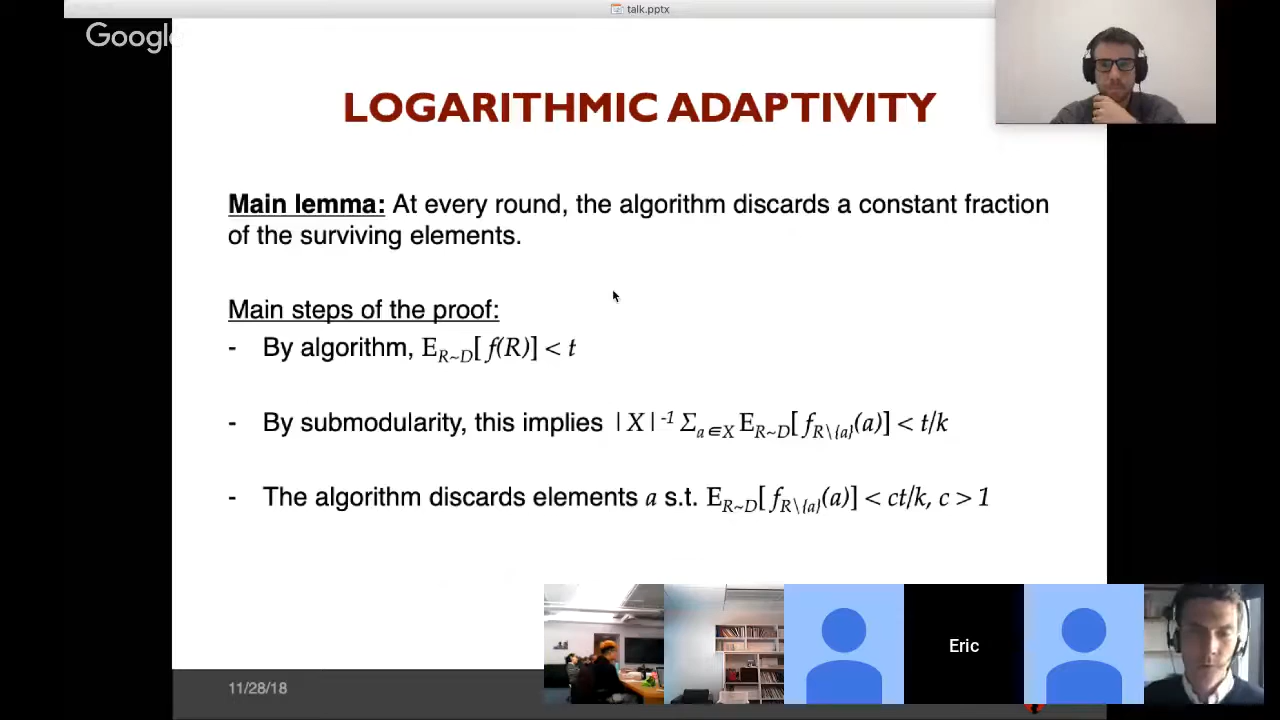 talk.pptx
Google
LOGARITHMIC ADAPTIVITY
Main lemma: At every round, the algorithm discards a constant fraction
of the surviving elements.
Main steps of the proof:
- By algorithm, E_{R~D}[ f(R)] < t
- By submodularity, this implies |X|^{-1} Σ_{a∈X} E_{R~D}[ f_{R\{a}}(a)] < t/k
- The algorithm discards elements a s.t. E_{R~D}[ f_{R\{a}}(a)] < ct/k, c > 1
Eric
11/28/18